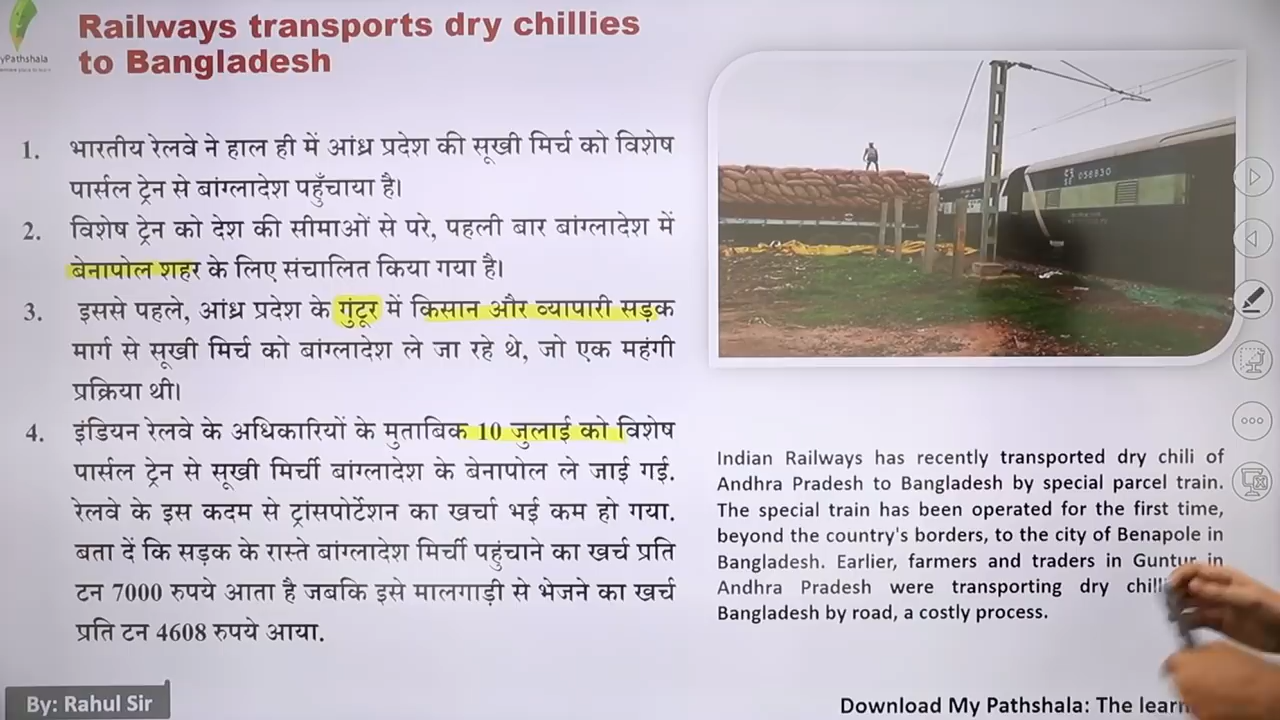 yPathshala
Railways transports dry chillies
to Bangladesh
1. भारतीय रेलवे ने हाल ही में आंध्र प्रदेश की सूखी मिर्च को विशेष
पार्सल ट्रेन से बांग्लादेश पहुँचाया है।
2. विशेष ट्रेन को देश की सीमाओं से परे, पहली बार बांग्लादेश में
बेनापोल शहर के लिए संचालित किया गया है।
3. इससे पहले, आंध्र प्रदेश के गुंटूर में किसान और व्यापारी सड़क
मार्ग से सूखी मिर्च को बांग्लादेश ले जा रहे थे, जो एक महंगी
प्रक्रिया थी।
4. इंडियन रेलवे के अधिकारियों के मुताबिक 10 जुलाई को विशेष
पार्सल ट्रेन से सूखी मिर्ची बांग्लादेश के बेनापोल ले जाई गई.
रेलवे के इस कदम से ट्रांसपोर्टेशन का खर्चा भई कम हो गया.
बता दें कि सड़क के रास्ते बांग्लादेश मिर्ची पहुंचाने का खर्च प्रति
टन 7000 रुपये आता है जबकि इसे मालगाड़ी से भेजने का खर्च
प्रति टन 4608 रुपये आया.
Indian Railways has recently transported dry chili of
Andhra Pradesh to Bangladesh by special parcel train.
The special train has been operated for the first time,
beyond the country's borders, to the city of Benapole in
Bangladesh. Earlier, farmers and traders in Guntur in
Andhra Pradesh were transporting dry chil
Bangladesh by road, a costly process.
By: Rahul Sir
Download My Pathshala: The learn